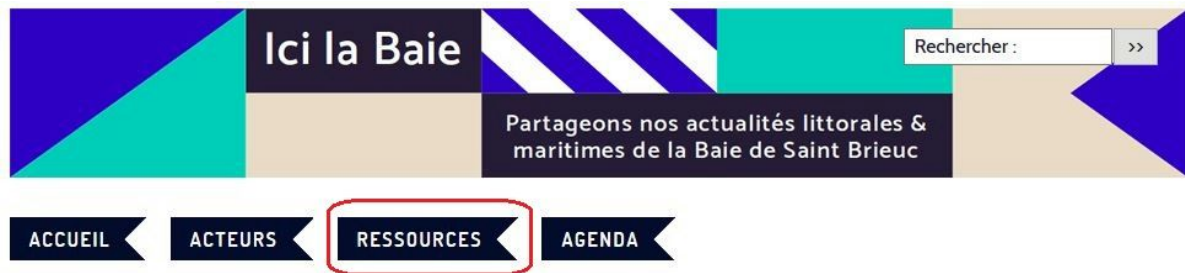 Ici la Baie
Rechercher :
>>
Partageons nos actualités littorales &
maritimes de la Baie de Saint Brieuc
ACCUEIL
ACTEURS
RESSOURCES
AGENDA